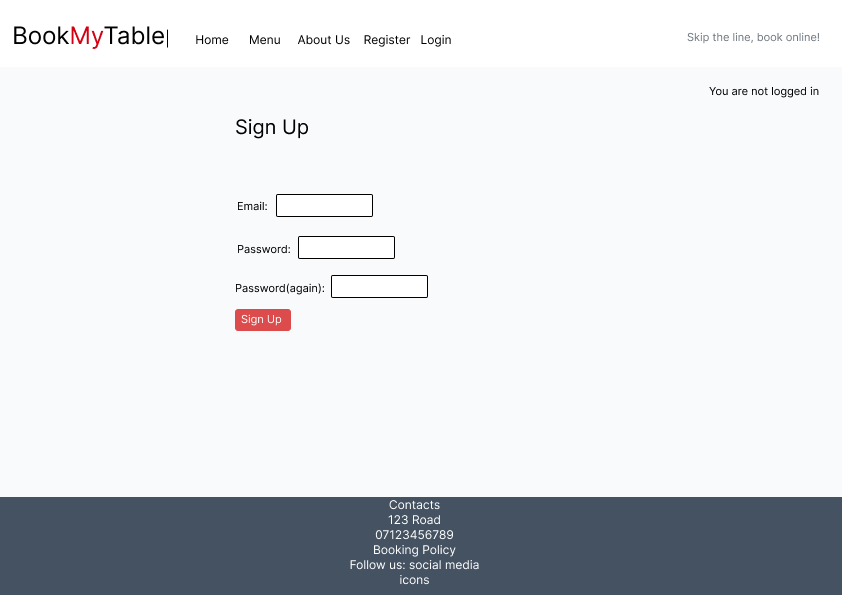 BookMyTable|
Home Menu About Us Register Login
Skip the line, book online!
You are not logged in
Sign Up
Email:
Password:
Password(again):
Sign Up
Contacts
123 Road
07123456789
Booking Policy
Follow us: social media
icons